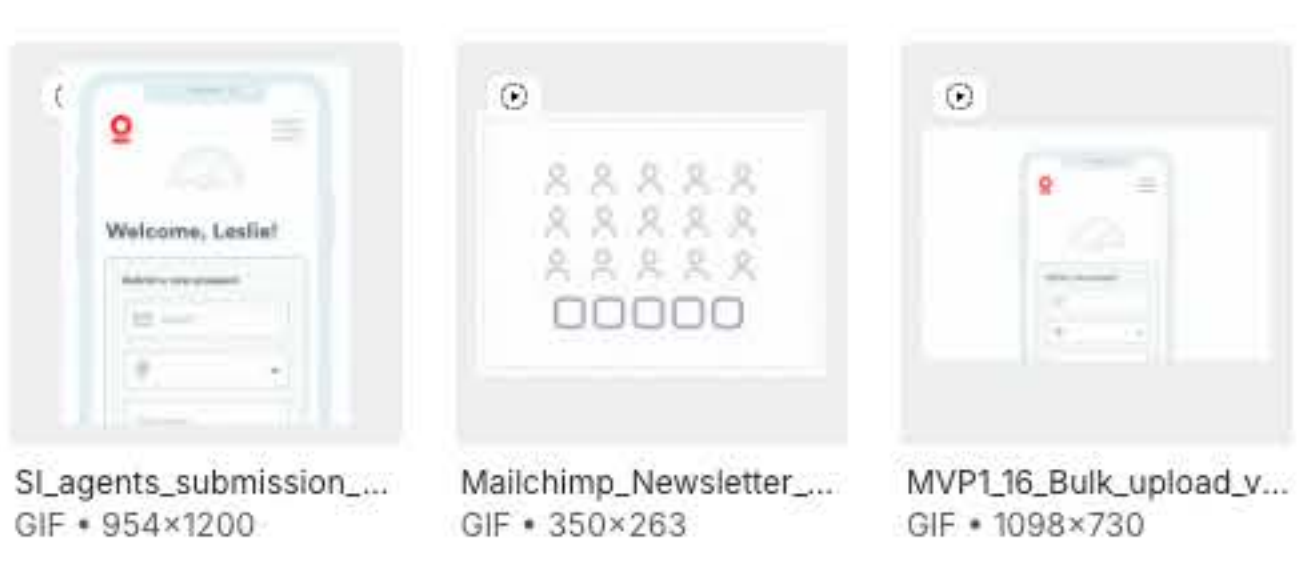 Welcome, Leslie!
SI_agents_submission_...
GIF • 954×1200
Mailchimp_Newsletter_...
GIF • 350×263
MVP1_16_Bulk_upload_v...
GIF • 1098×730